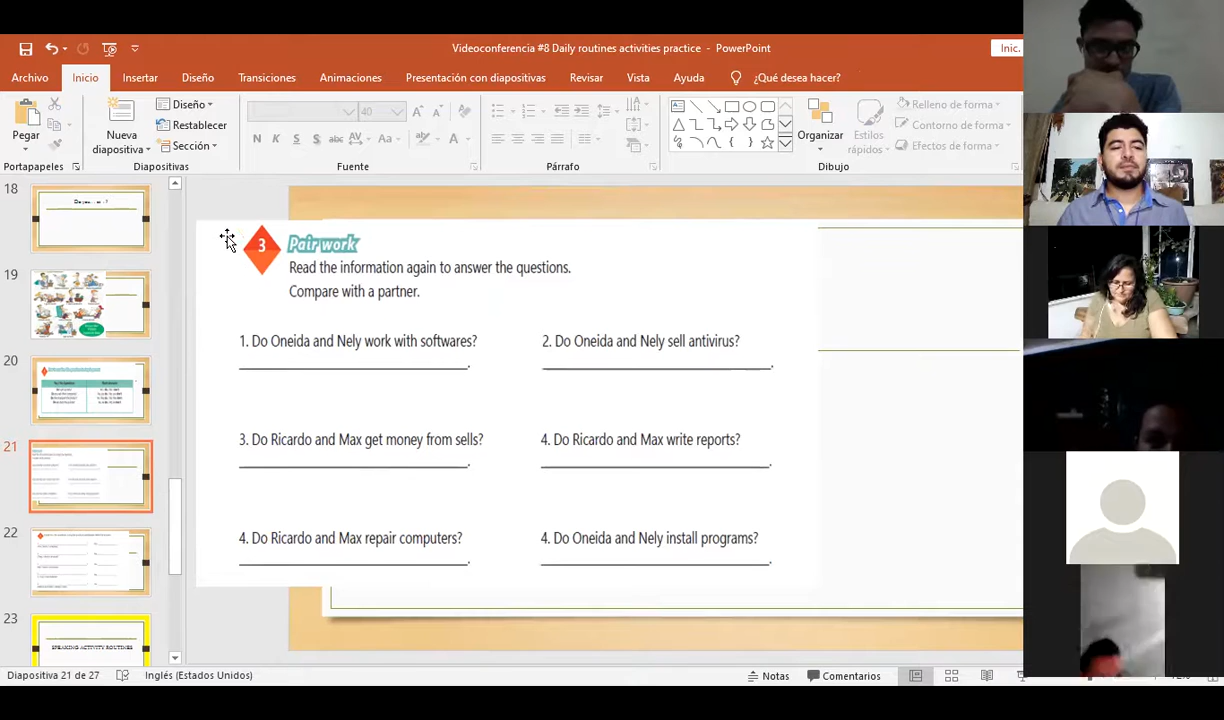 Videoconferencia #8 Daily routines activities practice - PowerPoint
Inic.
Archivo Inicio Insertar Diseño Transiciones Animaciones Presentación con diapositivas Revisar Vista Ayuda ¿Qué desea hacer?
Pegar
Nueva diapositiva
Diseño
Restablecer
Sección
40
N K S S abc AV Aa A
Organizar
Estilos rápidos
Relleno de forma
Contorno de forma
Efectos de forma
Portapapeles Diapositivas Fuente Párrafo Dibujo
18
19
20
21
22
23
SPEAKING ACTIVITY ROUTINES
3 Pair work
Read the information again to answer the questions.
Compare with a partner.
1. Do Oneida and Nely work with softwares?
2. Do Oneida and Nely sell antivirus?
3. Do Ricardo and Max get money from sells?
4. Do Ricardo and Max write reports?
4. Do Ricardo and Max repair computers?
4. Do Oneida and Nely install programs?
Diapositiva 21 de 27 Inglés (Estados Unidos) Notas Comentarios